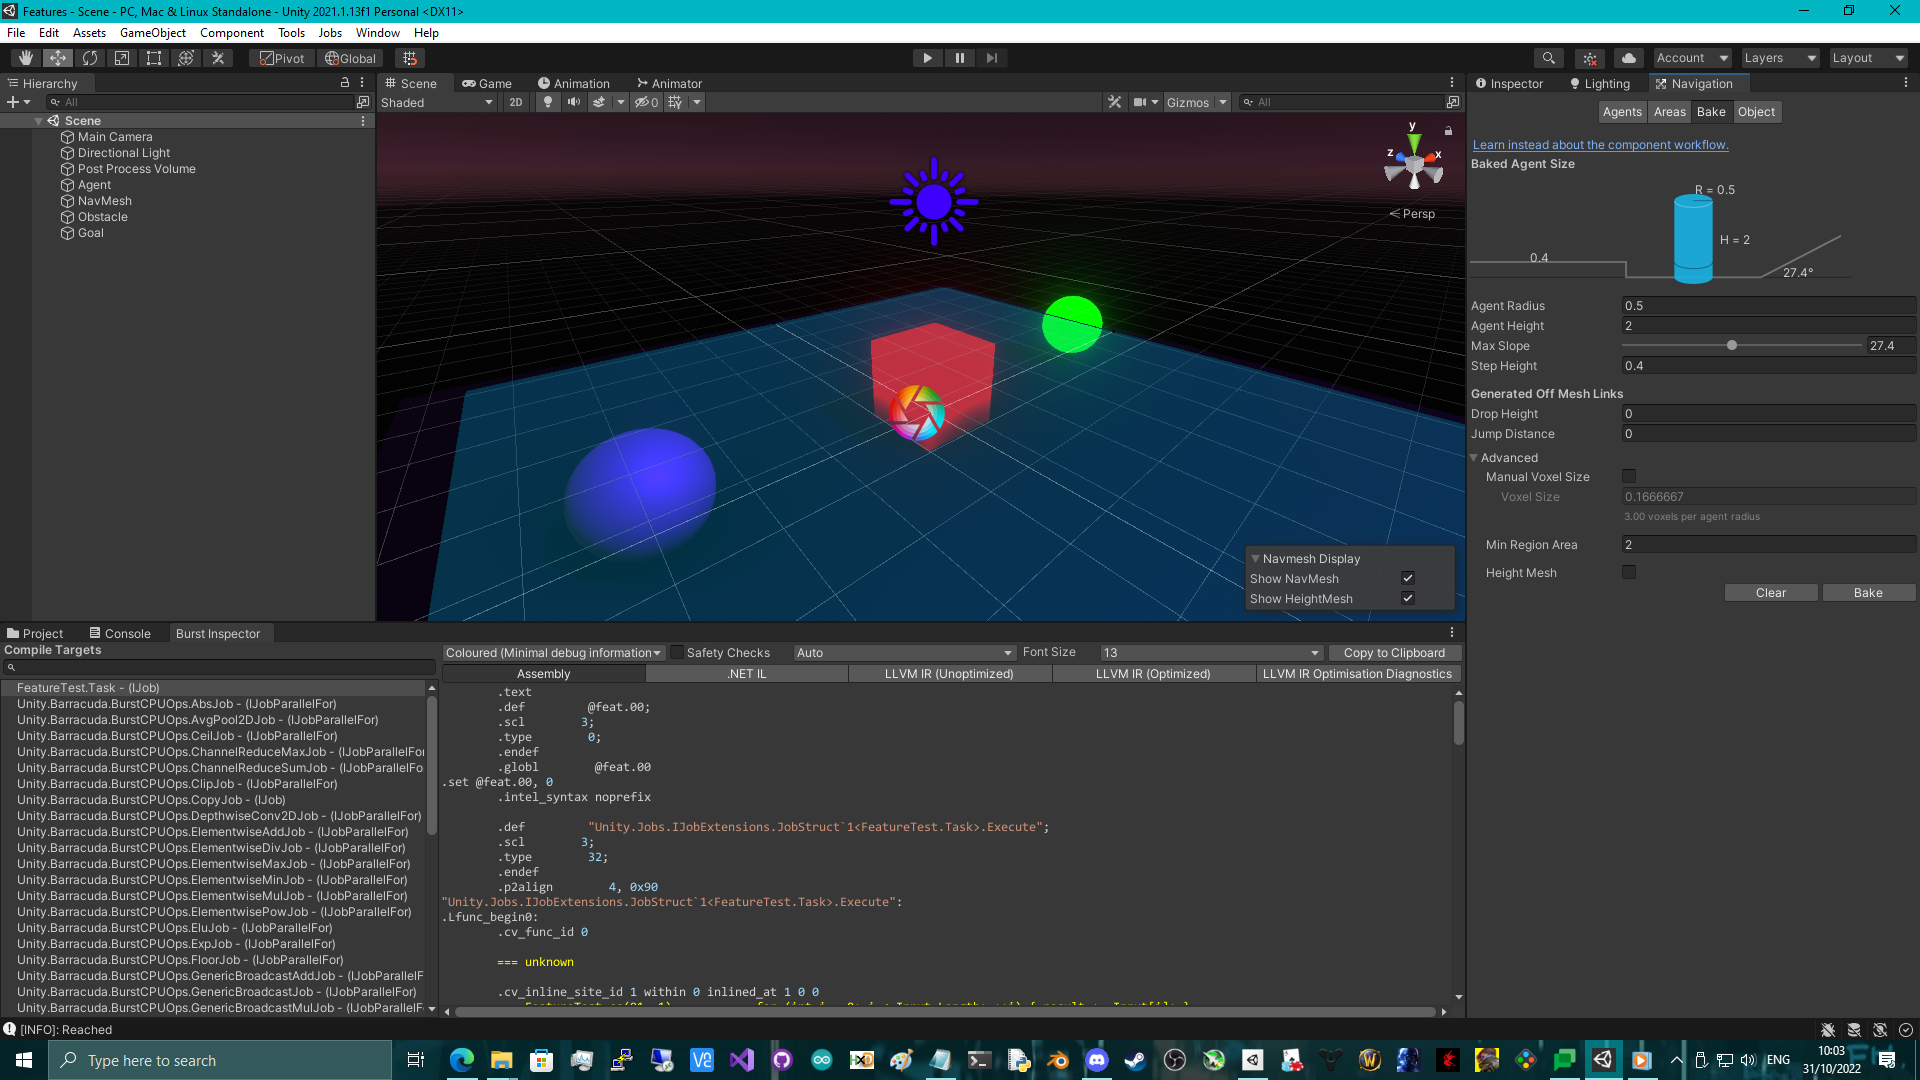 Features - Scene - PC, Mac & Linux Standalone - Unity 2021.1.13f1 Personal <DX11>
File Edit Assets GameObject Component Tools Jobs Window Help
Pivot Global Account Layers Layout
Hierarchy
All
Scene
Main Camera
Directional Light
Post Process Volume
Agent
NavMesh
Obstacle
Goal
Scene Game Animation Animator
Shaded 2D 0 Gizmos All
y
z x
Persp
Navmesh Display
Show NavMesh
Show HeightMesh
Inspector Lighting Navigation
Agents Areas Bake Object
Learn instead about the component workflow.
Baked Agent Size
R = 0.5
H = 2
0.4
27.4°
Agent Radius 0.5
Agent Height 2
Max Slope 27.4
Step Height 0.4
Generated Off Mesh Links
Drop Height 0
Jump Distance 0
Advanced
Manual Voxel Size
Voxel Size 0.1666667
3.00 voxels per agent radius
Min Region Area 2
Height Mesh
Clear Bake
Project Console Burst Inspector
Compile Targets
FeatureTest.Task - (IJob)
Unity.Barracuda.BurstCPUOps.AbsJob - (IJobParallelFor)
Unity.Barracuda.BurstCPUOps.AvgPool2DJob - (IJobParallelFor)
Unity.Barracuda.BurstCPUOps.CeilJob - (IJobParallelFor)
Unity.Barracuda.BurstCPUOps.ChannelReduceMaxJob - (IJobParallelFor
Unity.Barracuda.BurstCPUOps.ChannelReduceSumJob - (IJobParallelFo
Unity.Barracuda.BurstCPUOps.ClipJob - (IJobParallelFor)
Unity.Barracuda.BurstCPUOps.CopyJob - (IJob)
Unity.Barracuda.BurstCPUOps.DepthwiseConv2DJob - (IJobParallelFor)
Unity.Barracuda.BurstCPUOps.ElementwiseAddJob - (IJobParallelFor)
Unity.Barracuda.BurstCPUOps.ElementwiseDivJob - (IJobParallelFor)
Unity.Barracuda.BurstCPUOps.ElementwiseMaxJob - (IJobParallelFor)
Unity.Barracuda.BurstCPUOps.ElementwiseMinJob - (IJobParallelFor)
Unity.Barracuda.BurstCPUOps.ElementwiseMulJob - (IJobParallelFor)
Unity.Barracuda.BurstCPUOps.ElementwisePowJob - (IJobParallelFor)
Unity.Barracuda.BurstCPUOps.EluJob - (IJobParallelFor)
Unity.Barracuda.BurstCPUOps.ExpJob - (IJobParallelFor)
Unity.Barracuda.BurstCPUOps.FloorJob - (IJobParallelFor)
Unity.Barracuda.BurstCPUOps.GenericBroadcastAddJob - (IJobParallelF
Unity.Barracuda.BurstCPUOps.GenericBroadcastJob - (IJobParallelFor)
Unity.Barracuda.BurstCPUOps.GenericBroadcastMulJob - (IJobParallelF
Coloured (Minimal debug information Safety Checks Auto Font Size 13 Copy to Clipboard
Assembly .NET IL LLVM IR (Unoptimized) LLVM IR (Optimized) LLVM IR Optimisation Diagnostics
.text
.def @feat.00;
.scl 3;
.type 0;
.endef
.globl @feat.00
.set @feat.00, 0
.intel_syntax noprefix
.def "Unity.Jobs.IJobExtensions.JobStruct`1<FeatureTest.Task>.Execute";
.scl 3;
.type 32;
.endef
.p2align 4, 0x90
"Unity.Jobs.IJobExtensions.JobStruct`1<FeatureTest.Task>.Execute":
.Lfunc_begin0:
.cv_func_id 0
=== unknown
.cv_inline_site_id 1 within 0 inlined_at 1 0 0
[INFO]: Reached
Type here to search
ENG
10:03
31/10/2022